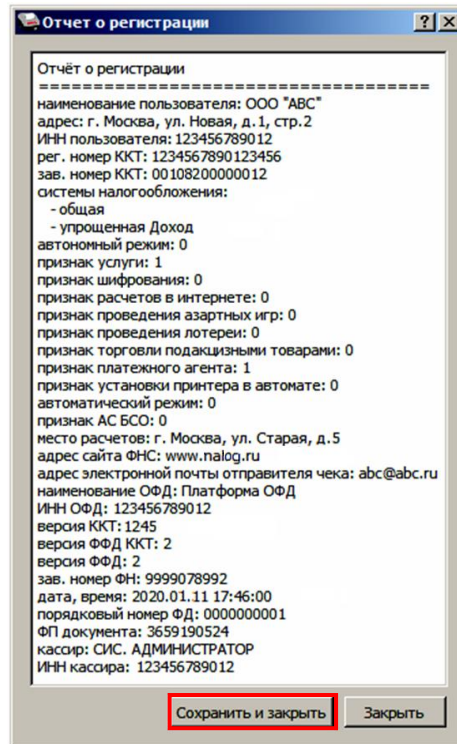 Отчет о регистрации
Отчёт о регистрации
====================================
наименование пользователя: ООО "АВС"
адрес: г. Москва, ул. Новая, д.1, стр.2
ИНН пользователя: 123456789012
рег. номер ККТ: 1234567890123456
зав. номер ККТ: 00108200000012
системы налогообложения:
- общая
- упрощенная Доход
автономный режим: 0
признак услуги: 1
признак шифрования: 0
признак расчетов в интернете: 0
признак проведения азартных игр: 0
признак проведения лотереи: 0
признак торговли подакцизными товарами: 0
признак платежного агента: 1
признак установки принтера в автомате: 0
автоматический режим: 0
признак АС БСО: 0
место расчетов: г. Москва, ул. Старая, д.5
адрес сайта ФНС: www.nalog.ru
адрес электронной почты отправителя чека: abc@abc.ru
наименование ОФД: Платформа ОФД
ИНН ОФД: 123456789012
версия ККТ: 1245
версия ФФД ККТ: 2
версия ФФД: 2
зав. номер ФН: 9999078992
дата, время: 2020.01.11 17:46:00
порядковый номер ФД: 0000000001
ФП документа: 3659190524
кассир: СИС. АДМИНИСТРАТОР
ИНН кассира: 123456789012
Сохранить и закрыть
Закрыть